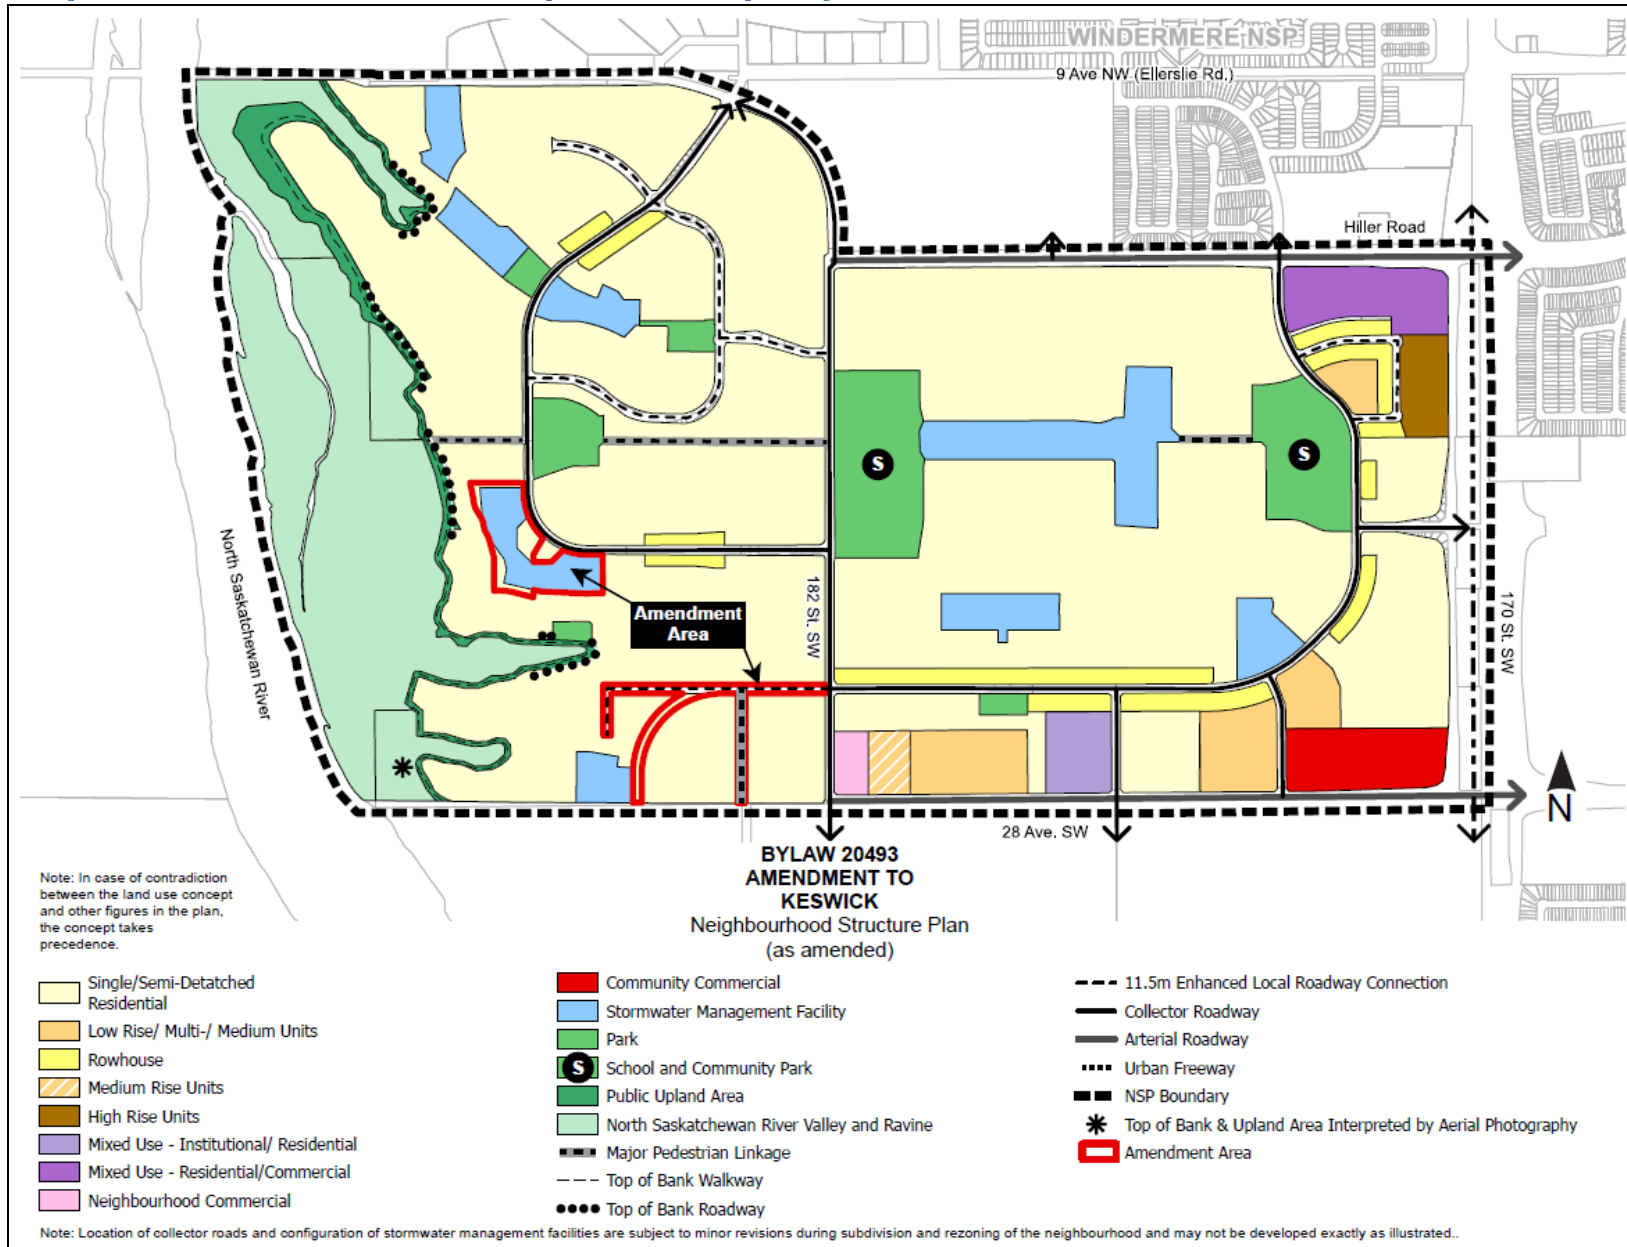 WINDERMERE NSP
9 Ave NW (Ellerslie Rd.)
Hiller Road
S
S
North Saskatchewan River
182 St. SW
170 St. SW
Amendment
Area
N
28 Ave. SW
BYLAW 20493
AMENDMENT TO
KESWICK
Neighbourhood Structure Plan
(as amended)
Note: In case of contradiction
between the land use concept
and other figures in the plan,
the concept takes
precedence.
Single/Semi-Detatched
Residential
Low Rise/ Multi-/ Medium Units
Rowhouse
Medium Rise Units
High Rise Units
Mixed Use - Institutional/ Residential
Mixed Use - Residential/Commercial
Neighbourhood Commercial
Community Commercial
Stormwater Management Facility
Park
S School and Community Park
Public Upland Area
North Saskatchewan River Valley and Ravine
Major Pedestrian Linkage
Top of Bank Walkway
Top of Bank Roadway
11.5m Enhanced Local Roadway Connection
Collector Roadway
Arterial Roadway
Urban Freeway
NSP Boundary
Top of Bank & Upland Area Interpreted by Aerial Photography
Amendment Area
Note: Location of collector roads and configuration of stormwater management facilities are subject to minor revisions during subdivision and rezoning of the neighbourhood and may not be developed exactly as illustrated..